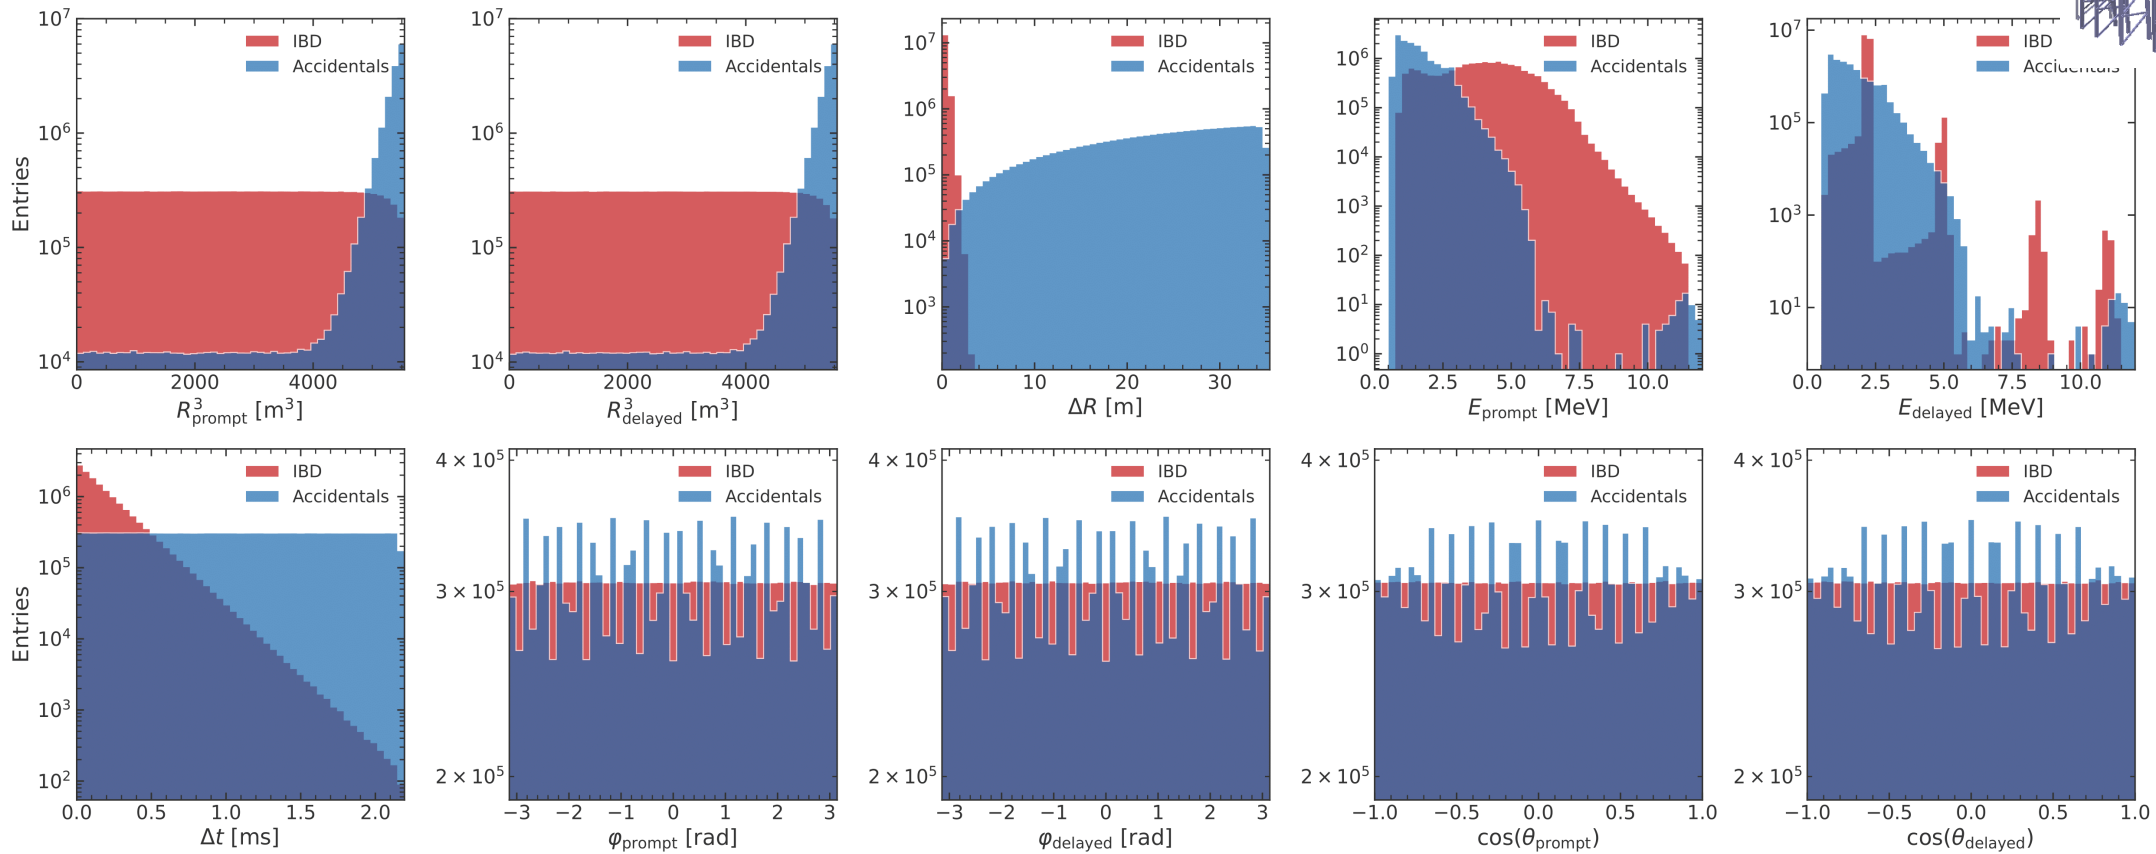 IBD
Accidentals
Entries
10^7
10^6
10^5
10^4
0 2000 4000
R^3_prompt [m^3]
IBD
Accidentals
10^7
10^6
10^5
10^4
0 2000 4000
R^3_delayed [m^3]
IBD
Accidentals
10^7
10^6
10^5
10^4
10^3
0 10 20 30
ΔR [m]
IBD
Accidentals
10^6
10^5
10^4
10^3
10^2
10^1
10^0
0.0 2.5 5.0 7.5 10.0
E_prompt [MeV]
IBD
Accidentals
10^7
10^5
10^3
10^1
0.0 2.5 5.0 7.5 10.0
E_delayed [MeV]
IBD
Accidentals
Entries
10^6
10^5
10^4
10^3
10^2
0.0 0.5 1.0 1.5 2.0
Δt [ms]
IBD
Accidentals
4 × 10^5
3 × 10^5
2 × 10^5
−3 −2 −1 0 1 2 3
φ_prompt [rad]
IBD
Accidentals
4 × 10^5
3 × 10^5
2 × 10^5
−3 −2 −1 0 1 2 3
φ_delayed [rad]
IBD
Accidentals
4 × 10^5
3 × 10^5
2 × 10^5
−1.0 −0.5 0.0 0.5 1.0
cos(θ_prompt)
IBD
Accidentals
4 × 10^5
3 × 10^5
2 × 10^5
−1.0 −0.5 0.0 0.5 1.0
cos(θ_delayed)